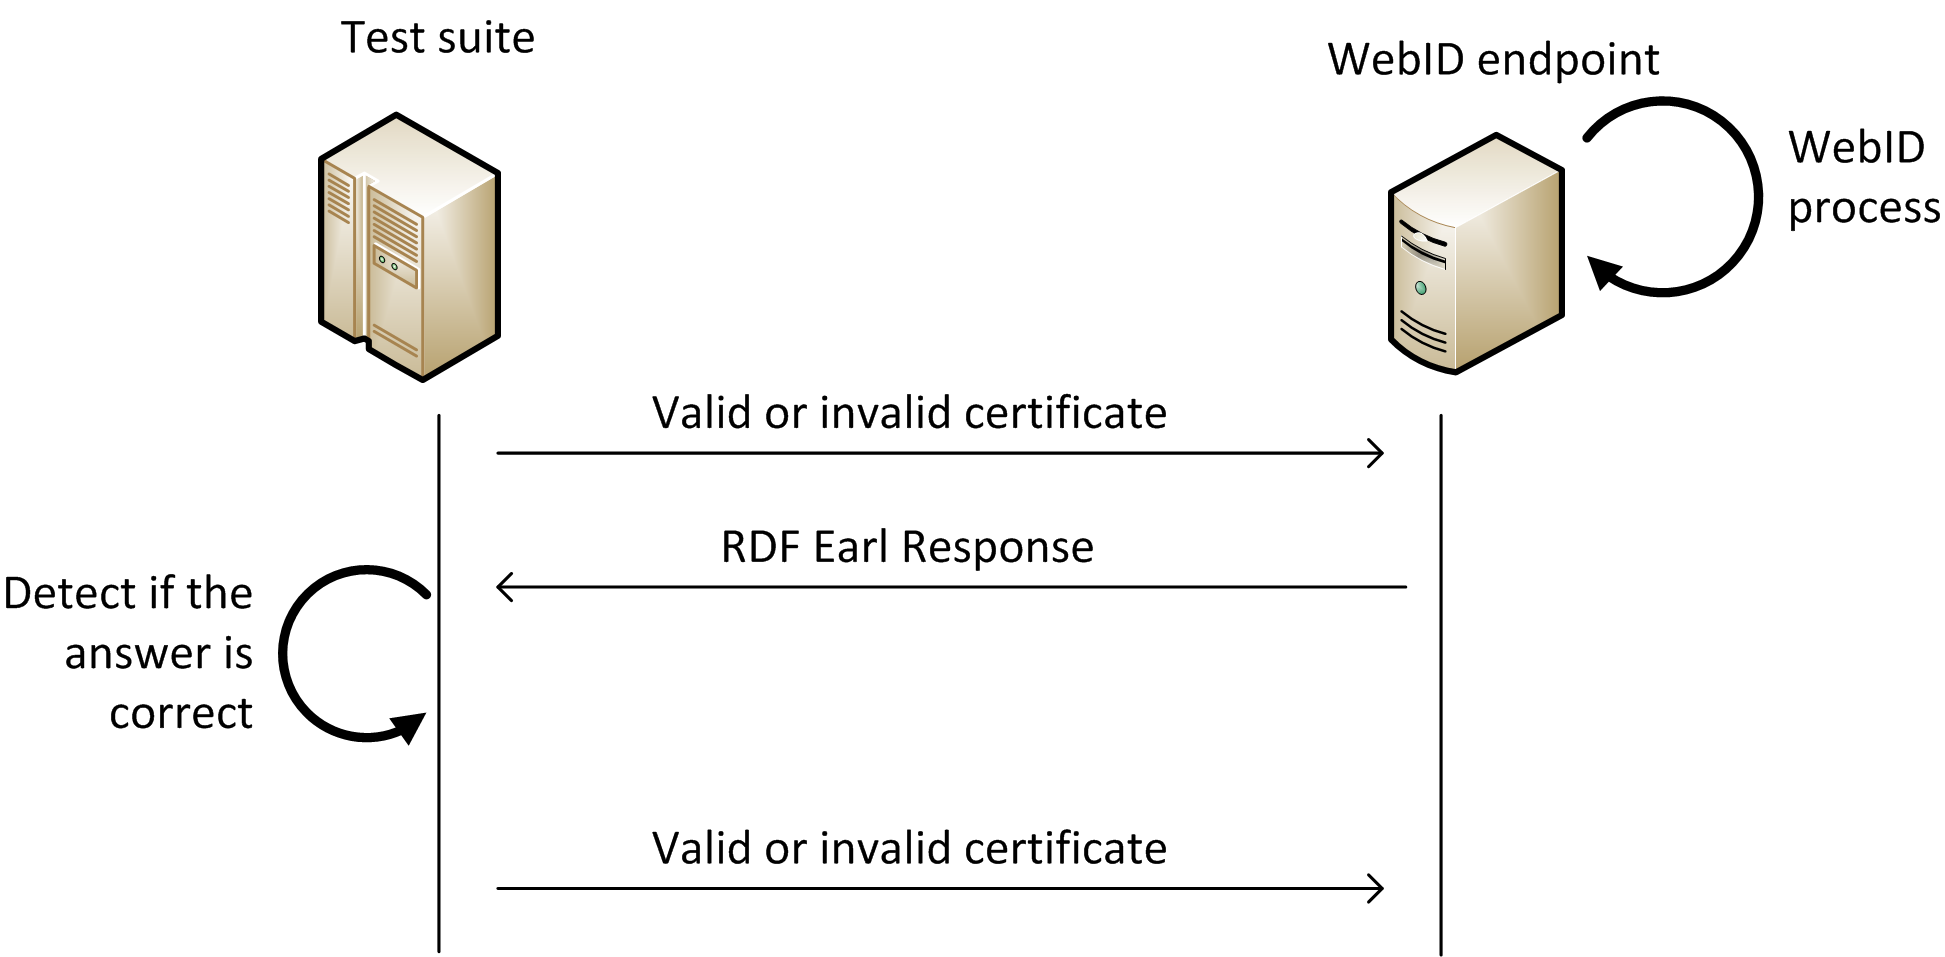 Test suite
WebID endpoint
WebID
process
Valid or invalid certificate
RDF Earl Response
Detect if the
answer is
correct
Valid or invalid certificate